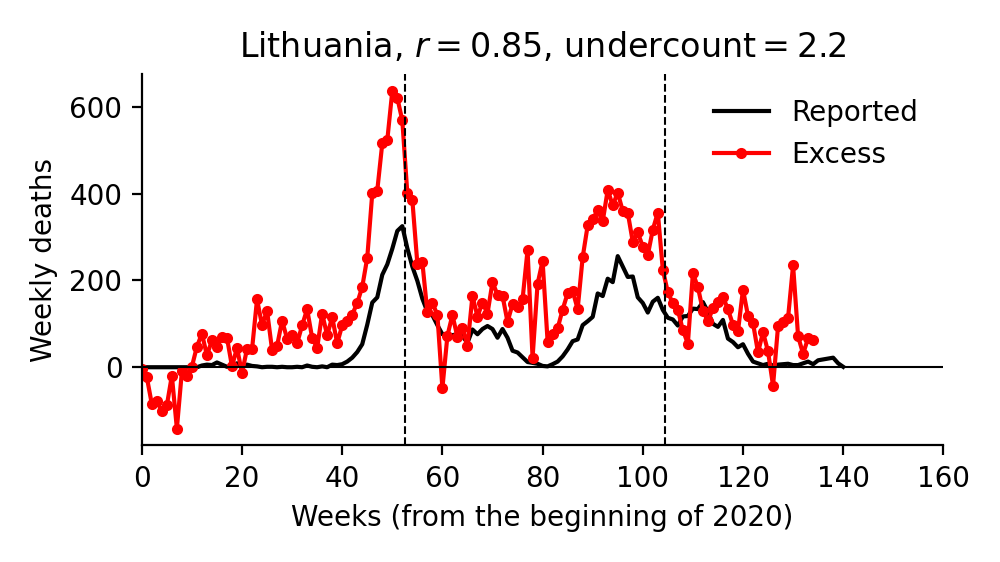 Lithuania, r = 0.85, undercount = 2.2
Reported
Excess
Weekly deaths
600
400
200
0
0 20 40 60 80 100 120 140 160
Weeks (from the beginning of 2020)